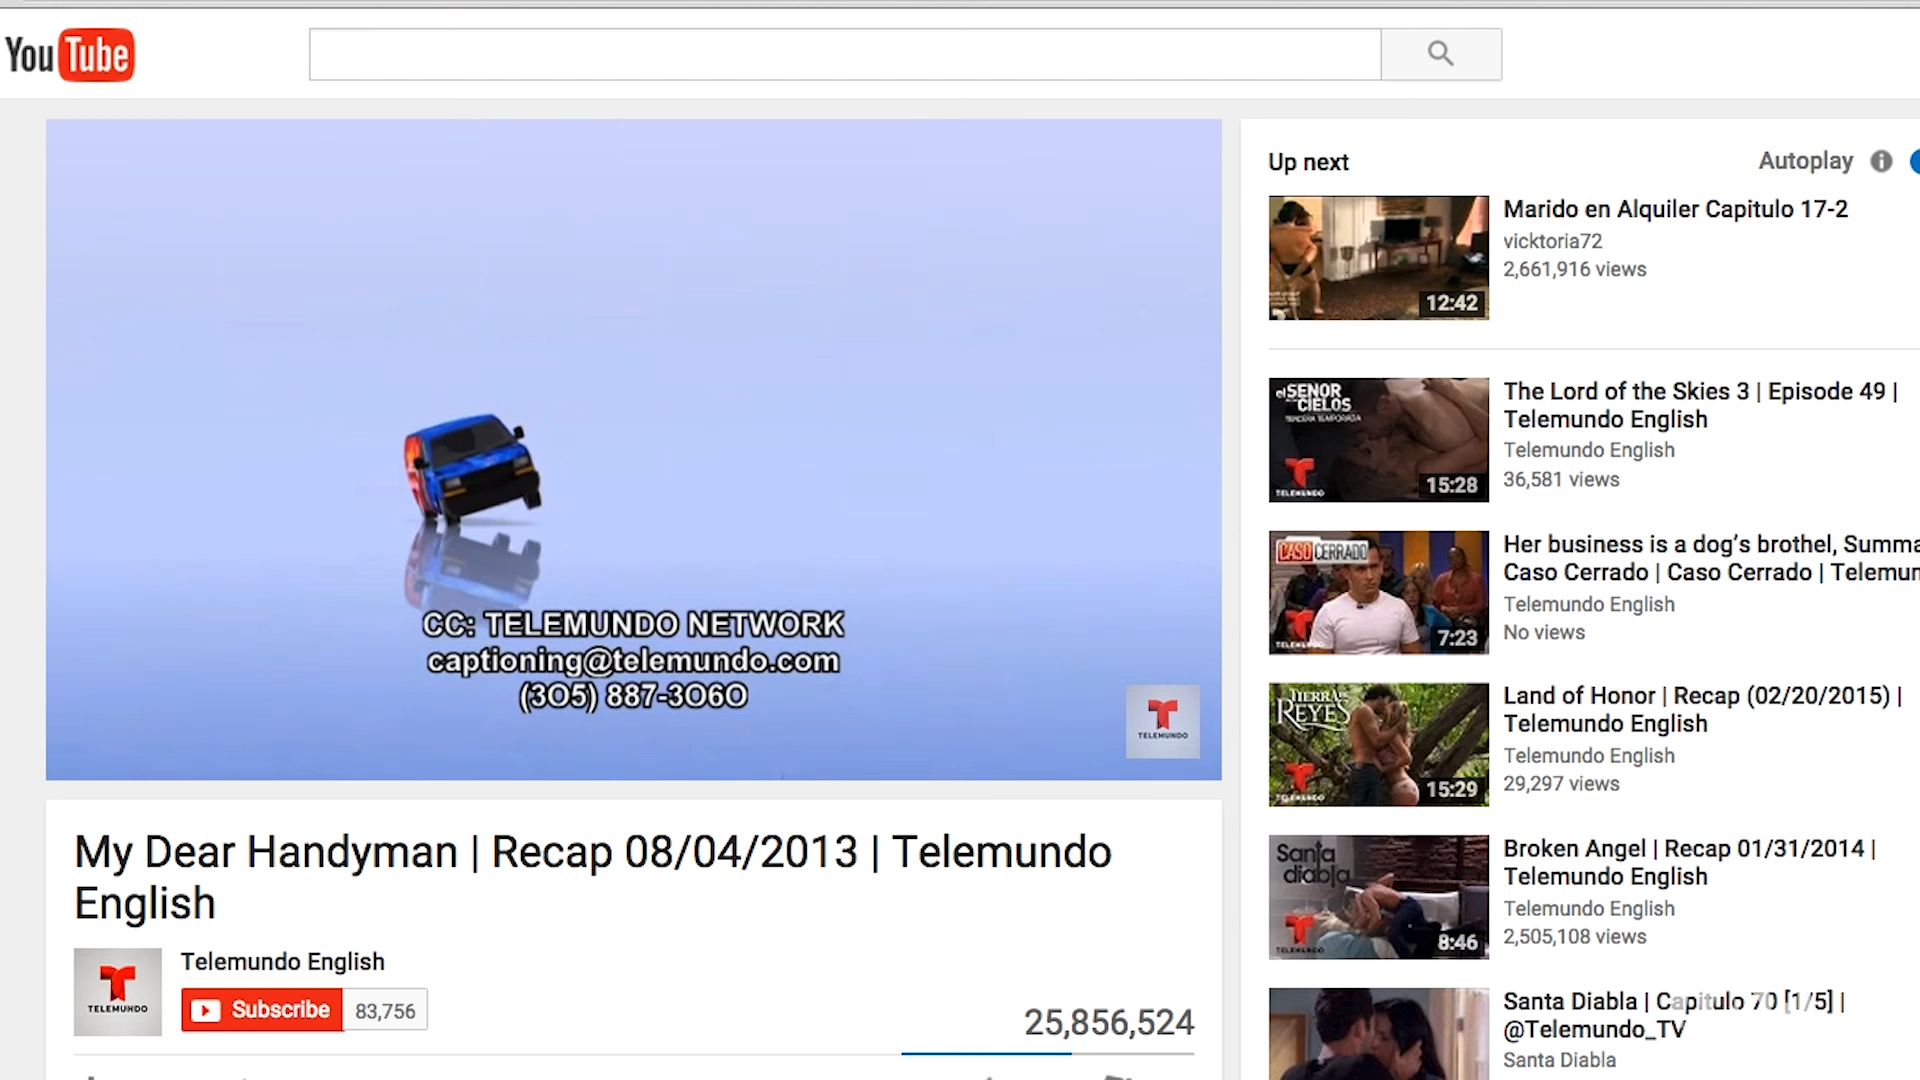 YouTube
CC: TELEMUNDO NETWORK
captioning@telemundo.com
(305) 887-3060
TELEMUNDO
My Dear Handyman | Recap 08/04/2013 | Telemundo
English
TELEMUNDO
Telemundo English
Subscribe 83,756
25,856,524
Up next
Autoplay
Marido en Alquiler Capitulo 17-2
vicktoria72
2,661,916 views
12:42
el SEÑOR
CIELOS
TERCERA TEMPORADA
TELEMUNDO
15:28
The Lord of the Skies 3 | Episode 49 |
Telemundo English
Telemundo English
36,581 views
CASO CERRADO
TELEMUNDO
7:23
Her business is a dog’s brothel, Summa
Caso Cerrado | Caso Cerrado | Telemun
Telemundo English
No views
TIERRA DE
REYES
TELEMUNDO
15:29
Land of Honor | Recap (02/20/2015) |
Telemundo English
Telemundo English
29,297 views
Santa
diabla
TELEMUNDO
8:46
Broken Angel | Recap 01/31/2014 |
Telemundo English
Telemundo English
2,505,108 views
Santa Diabla | Capitulo 70 [1/5] |
@Telemundo_TV
Santa Diabla